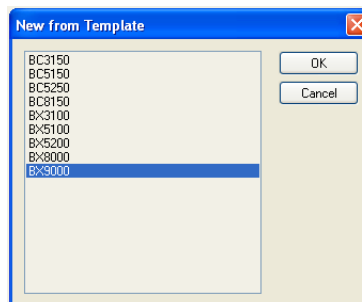 New from Template
BC3150
OK
BC5150
BC5250
Cancel
BC8150
BX3100
BX5100
BX5200
BX8000
BX9000